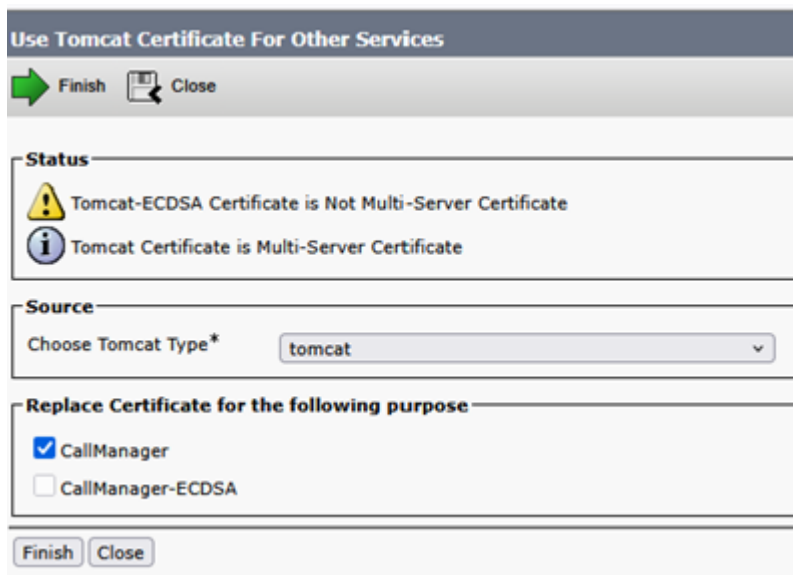 Use Tomcat Certificate For Other Services
Finish Close
Status
Tomcat-ECDSA Certificate is Not Multi-Server Certificate
Tomcat Certificate is Multi-Server Certificate
Source
Choose Tomcat Type* tomcat
Replace Certificate for the following purpose
CallManager
CallManager-ECDSA
Finish Close